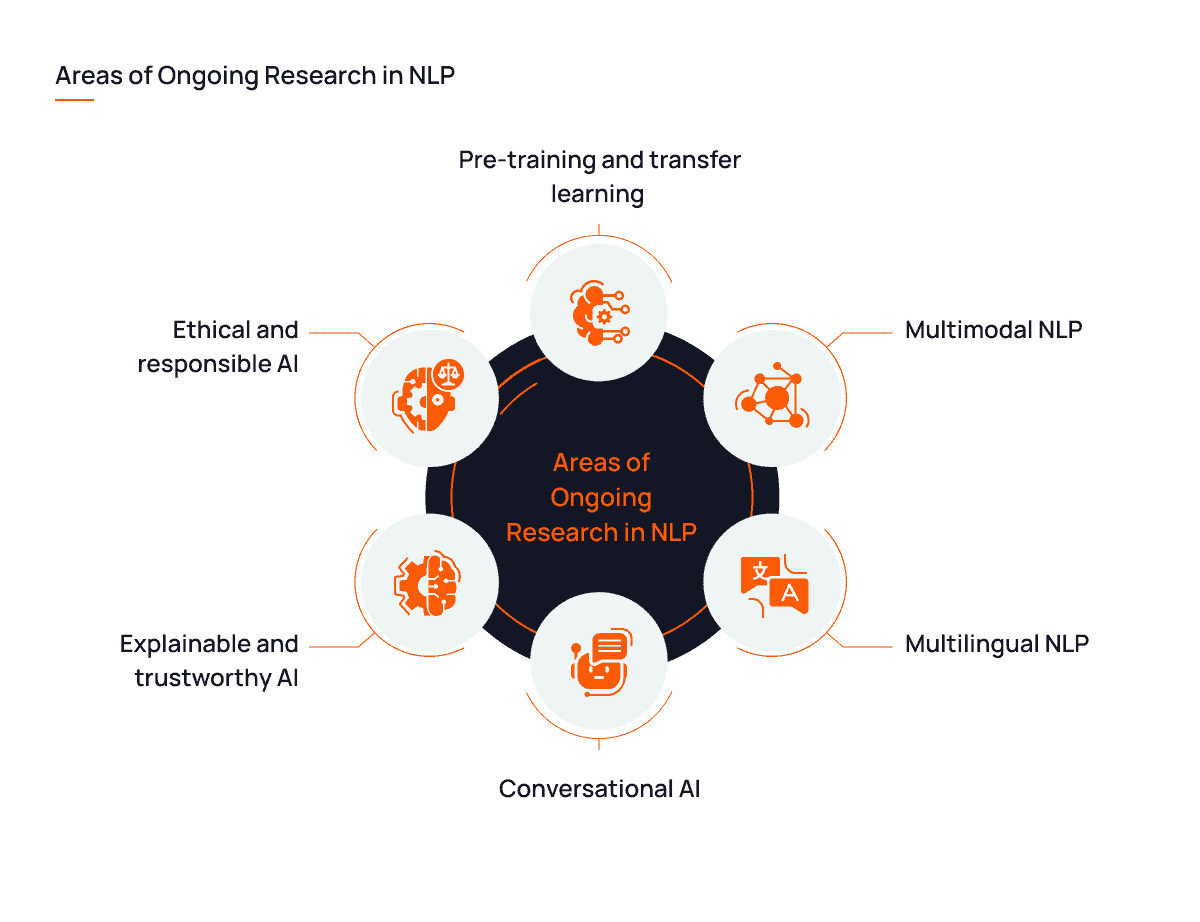 Areas of Ongoing Research in NLP
Pre-training and transfer
learning
Ethical and
responsible AI
Multimodal NLP
Areas of
Ongoing
Research in NLP
文
A
Explainable and
trustworthy AI
Multilingual NLP
Conversational AI